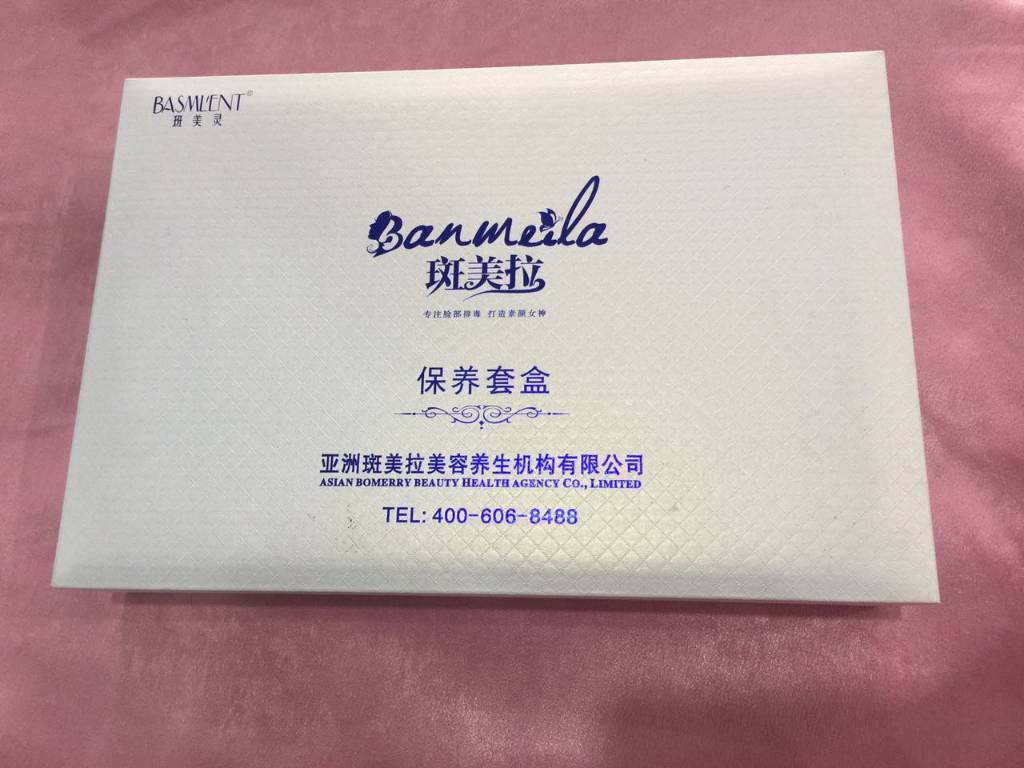 BASML'ENT®
斑美灵
Banmeila
斑美拉
专注脸部排毒 打造素颜女神
保养套盒
亚洲斑美拉美容养生机构有限公司
ASIAN BOMERRY BEAUTY HEALTH AGENCY CO., LIMITED
TEL: 400-606-8488